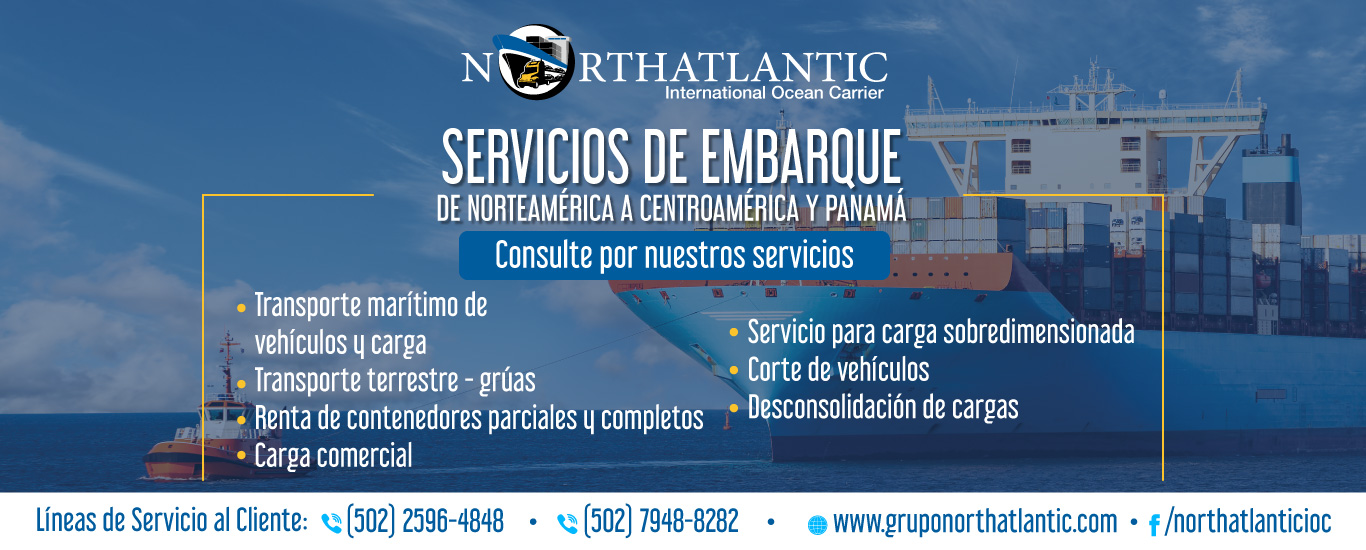 NORTHATLANTIC
International Ocean Carrier
SERVICIOS DE EMBARQUE
DE NORTEAMÉRICA A CENTROAMÉRICA Y PANAMÁ
Consulte por nuestros servicios
• Transporte marítimo de
vehículos y carga
• Transporte terrestre - grúas
• Renta de contenedores parciales y completos
• Carga comercial
• Servicio para carga sobredimensionada
• Corte de vehículos
• Desconsolidación de cargas
Líneas de Servicio al Cliente: (502) 2596-4848 • (502) 7948-8282 • www.gruponorthatlantic.com • f/northatlanticioc